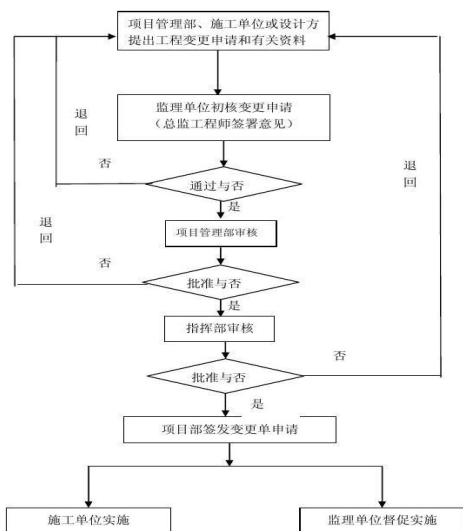 项目管理部、施工单位或设计方
提出工程变更申请和有关资料
退
回
监理单位初核变更申请
（总监工程师签署意见）
否
退
回
通过与否
是
退
回
项目管理部审核
否
批准与否
是
指挥部审核
否
批准与否
是
项目部签发变更单申请
施工单位实施
监理单位督促实施